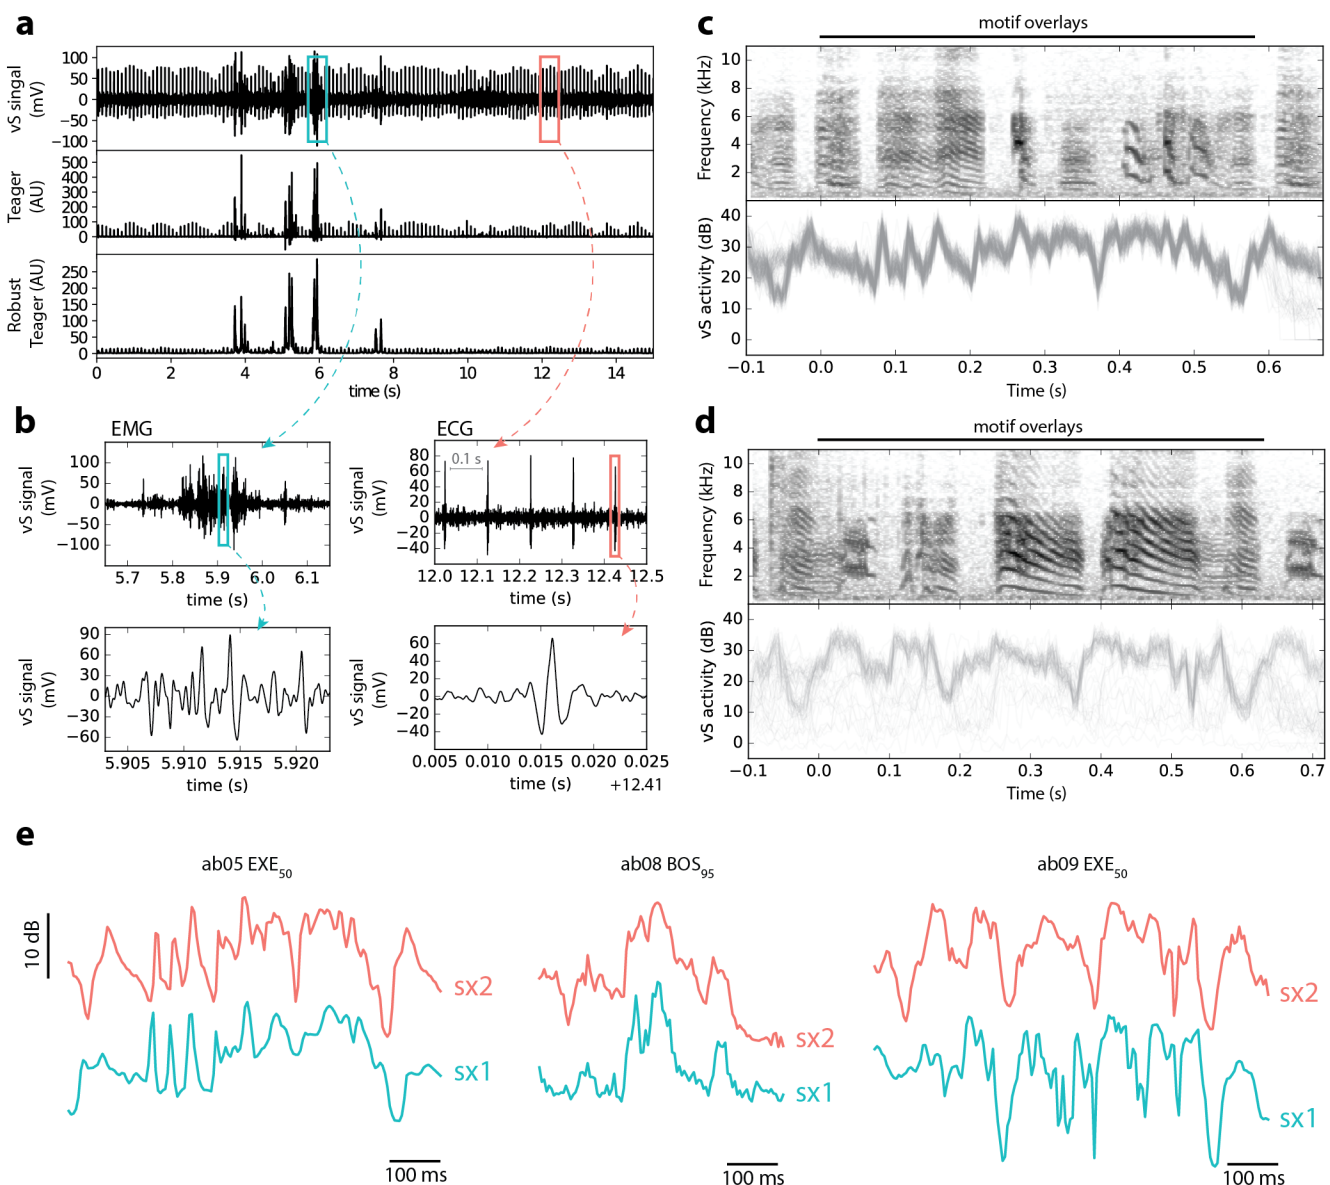 a
vS singal
(mV)
100
50
0
−50
−100
Teager
(AU)
500
400
300
200
100
0
Robust
Teager (AU)
250
200
150
100
50
0
0 2 4 6 8 10 12 14
time (s)
b
EMG
vS signal
(mV)
100
50
0
−50
−100
5.7 5.8 5.9 6.0 6.1
time (s)
ECG
0.1 s
vS signal
(mV)
80
60
40
20
0
−20
−40
12.0 12.1 12.2 12.3 12.4 12.5
time (s)
vS signal
(mV)
90
60
30
0
−30
−60
5.905 5.910 5.915 5.920
time (s)
vS signal
(mV)
60
40
20
0
−20
−40
0.005 0.010 0.015 0.020 0.025
time (s) +12.41
c
motif overlays
Frequency (kHz)
10
8
6
4
2
vS activity (dB)
40
30
20
10
0
−0.1 0.0 0.1 0.2 0.3 0.4 0.5 0.6
Time (s)
d
motif overlays
Frequency (kHz)
10
8
6
4
2
vS activity (dB)
40
30
20
10
0
−0.1 0.0 0.1 0.2 0.3 0.4 0.5 0.6 0.7
Time (s)
e
ab05 EXE50
10 dB
sx2
sx1
100 ms
ab08 BOS95
sx2
sx1
100 ms
ab09 EXE50
sx2
sx1
100 ms